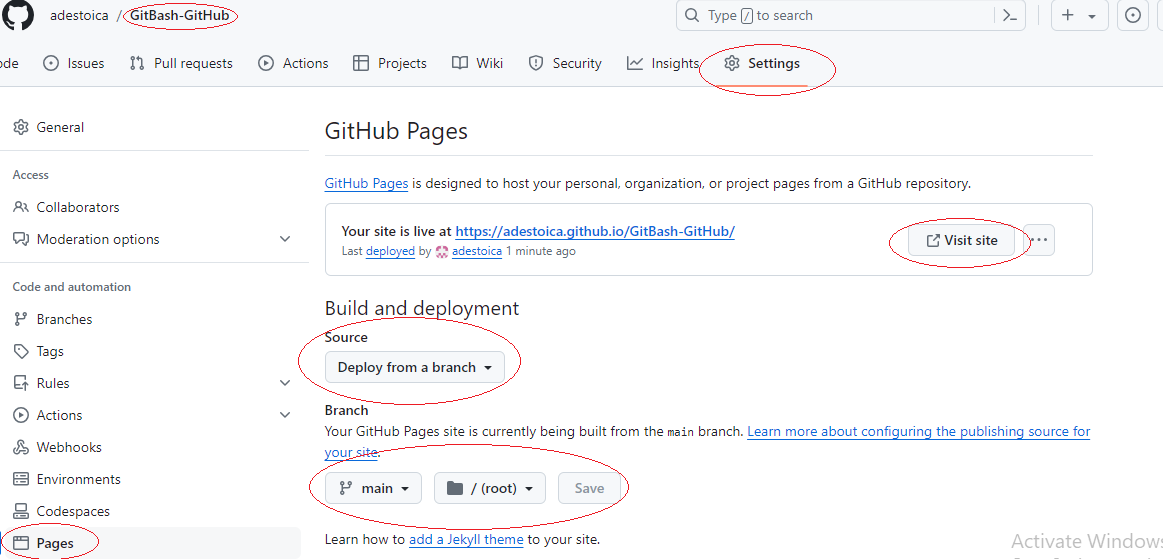 adestoica / GitBash-GitHub
Type / to search
ode Issues Pull requests Actions Projects Wiki Security Insights Settings
General
Access
Collaborators
Moderation options
Code and automation
Branches
Tags
Rules
Actions
Webhooks
Environments
Codespaces
Pages
GitHub Pages
GitHub Pages is designed to host your personal, organization, or project pages from a GitHub repository.
Your site is live at https://adestoica.github.io/GitBash-GitHub/
Last deployed by adestoica 1 minute ago
Visit site
Build and deployment
Source
Deploy from a branch
Branch
Your GitHub Pages site is currently being built from the main branch. Learn more about configuring the publishing source for
your site.
main / (root) Save
Learn how to add a Jekyll theme to your site.
Activate Windows